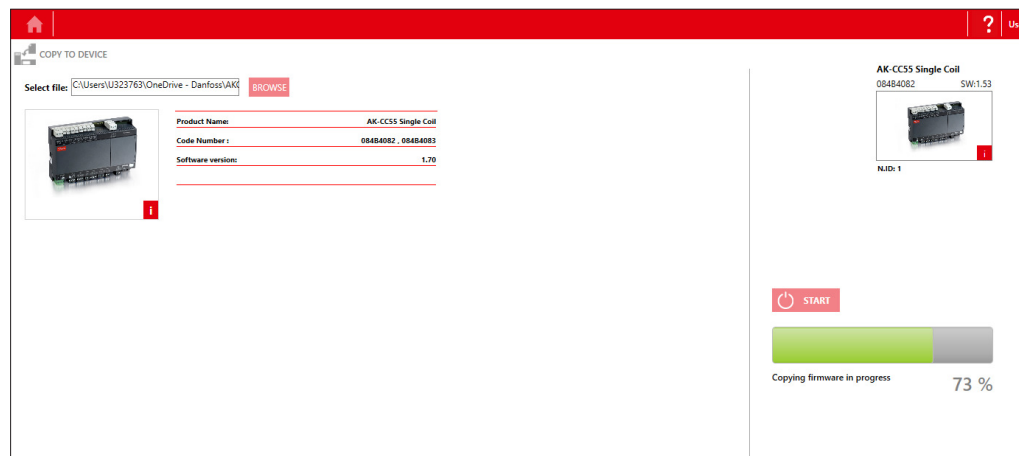 ?
Us
COPY TO DEVICE
Select file: C:\Users\U323763\OneDrive - Danfoss\AK
BROWSE
Product Name: AK-CC55 Single Coil
Code Number : 084B4082 , 084B4083
Software version: 1.70
i
AK-CC55 Single Coil
084B4082 SW:1.53
i
N.ID: 1
START
Copying firmware in progress
73 %